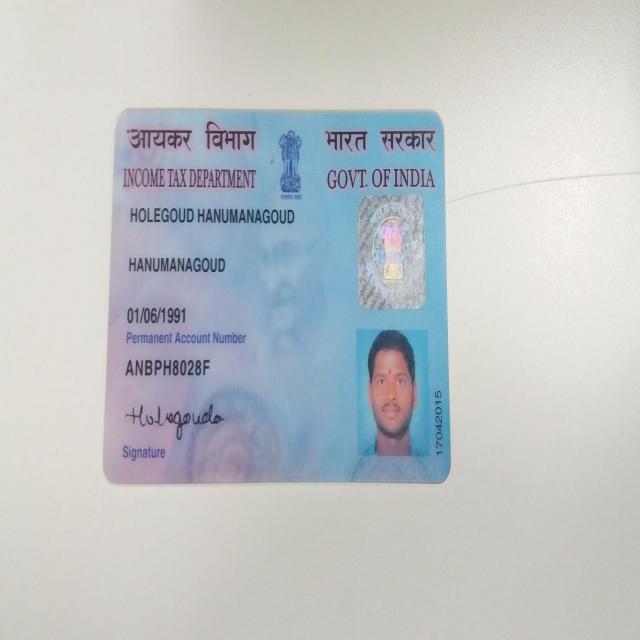 आयकर विभाग
भारत सरकार
INCOME TAX DEPARTMENT
GOVT. OF INDIA
HOLEGOUD HANUMANAGOUD
HANUMANAGOUD
01/06/1991
Permanent Account Number
ANBPH8028F
Holegouda
Signature
17042015